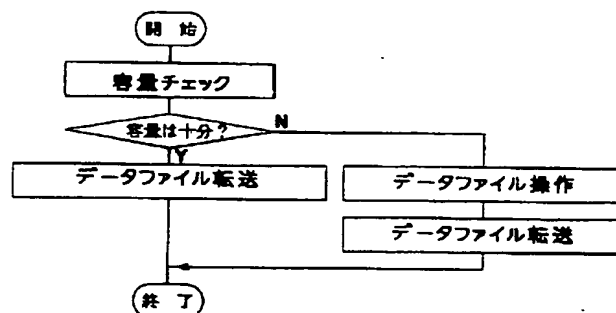 開始
容量チェック
容量は十分?
N
Y
データファイル転送
データファイル操作
データファイル転送
終了